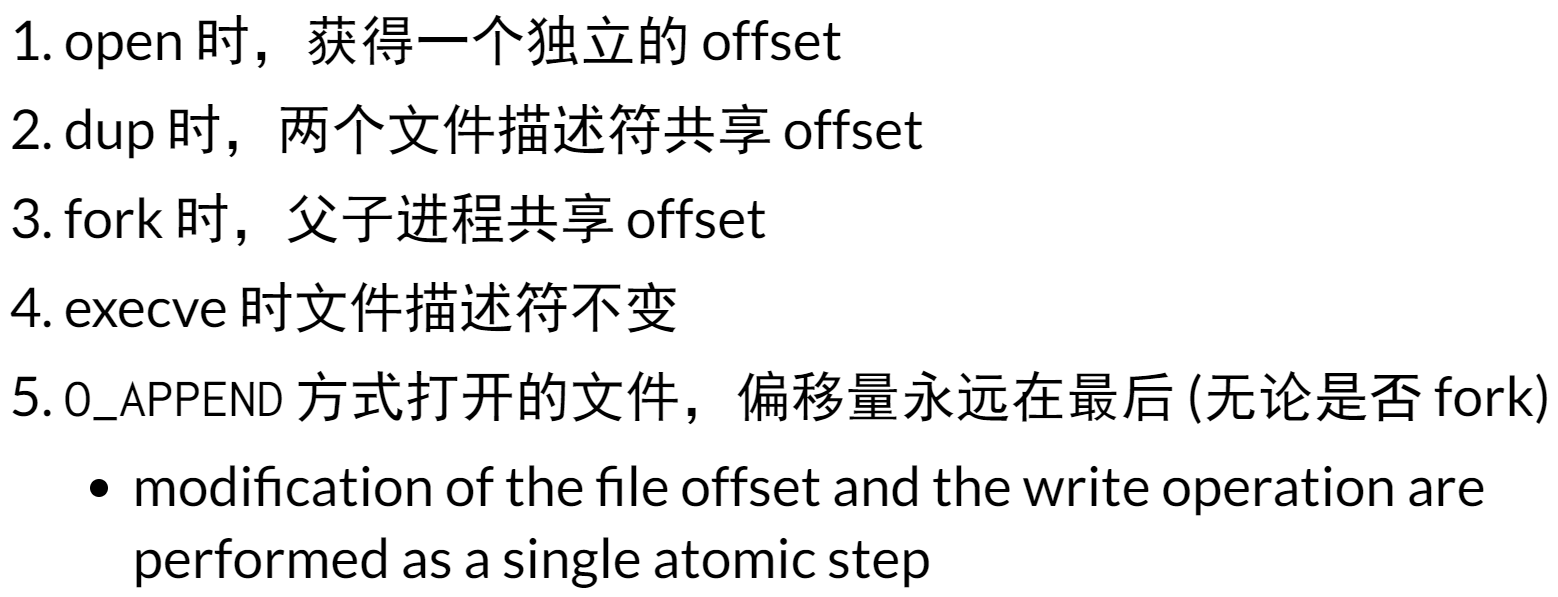 1. open 时，获得一个独立的 offset
2. dup 时，两个文件描述符共享 offset
3. fork 时，父子进程共享 offset
4. execve 时文件描述符不变
5. O_APPEND 方式打开的文件，偏移量永远在最后 (无论是否 fork)
• modification of the file offset and the write operation are
performed as a single atomic step